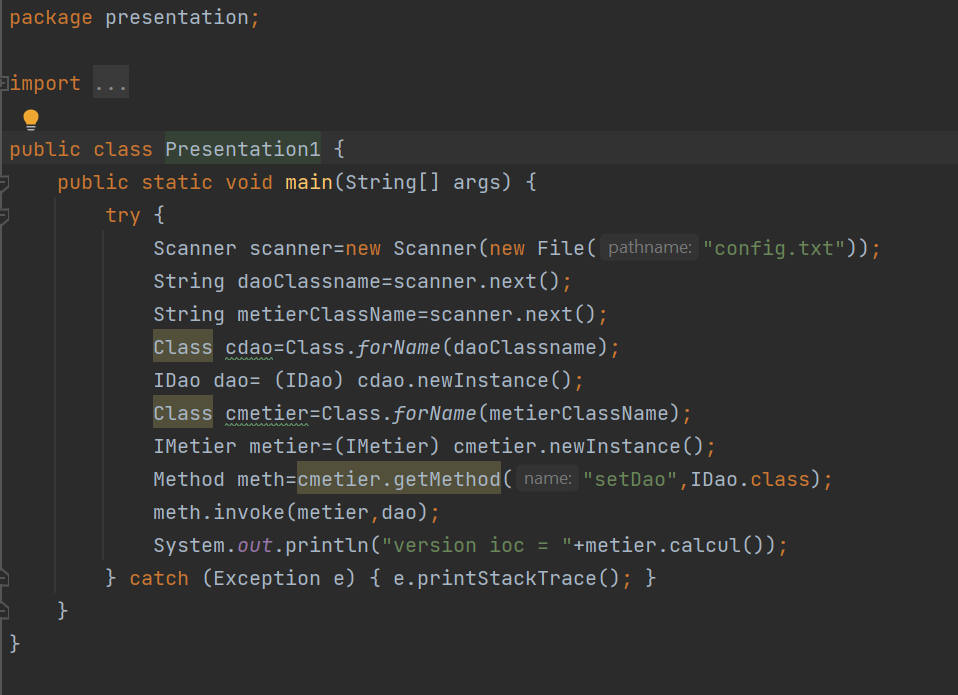 package presentation;
import ...
public class Presentation1 {
public static void main(String[] args) {
try {
Scanner scanner=new Scanner(new File( pathname: "config.txt"));
String daoClassname=scanner.next();
String metierClassName=scanner.next();
Class cdao=Class.forName(daoClassname);
IDao dao= (IDao) cdao.newInstance();
Class cmetier=Class.forName(metierClassName);
IMetier metier=(IMetier) cmetier.newInstance();
Method meth=cmetier.getMethod( name: "setDao",IDao.class);
meth.invoke(metier,dao);
System.out.println("version ioc = "+metier.calcul());
} catch (Exception e) { e.printStackTrace(); }
}
}